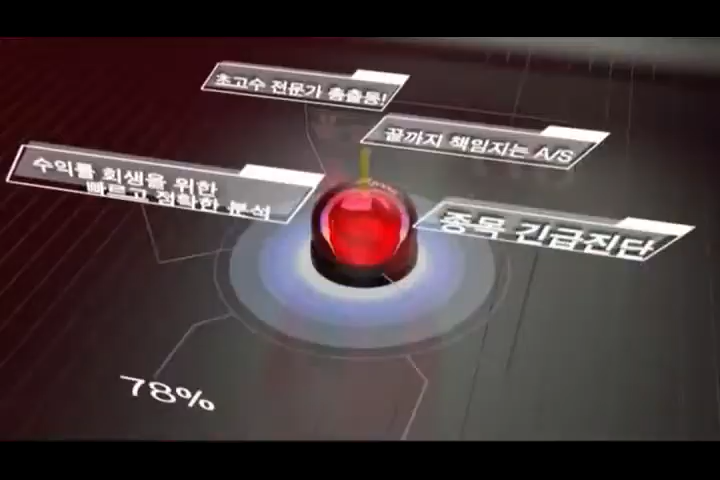 초고수 전문가 총출동!
끝까지 책임지는 A/S
수익률 회생을 위한
빠르고 정확한 분석
종목 긴급진단
78%